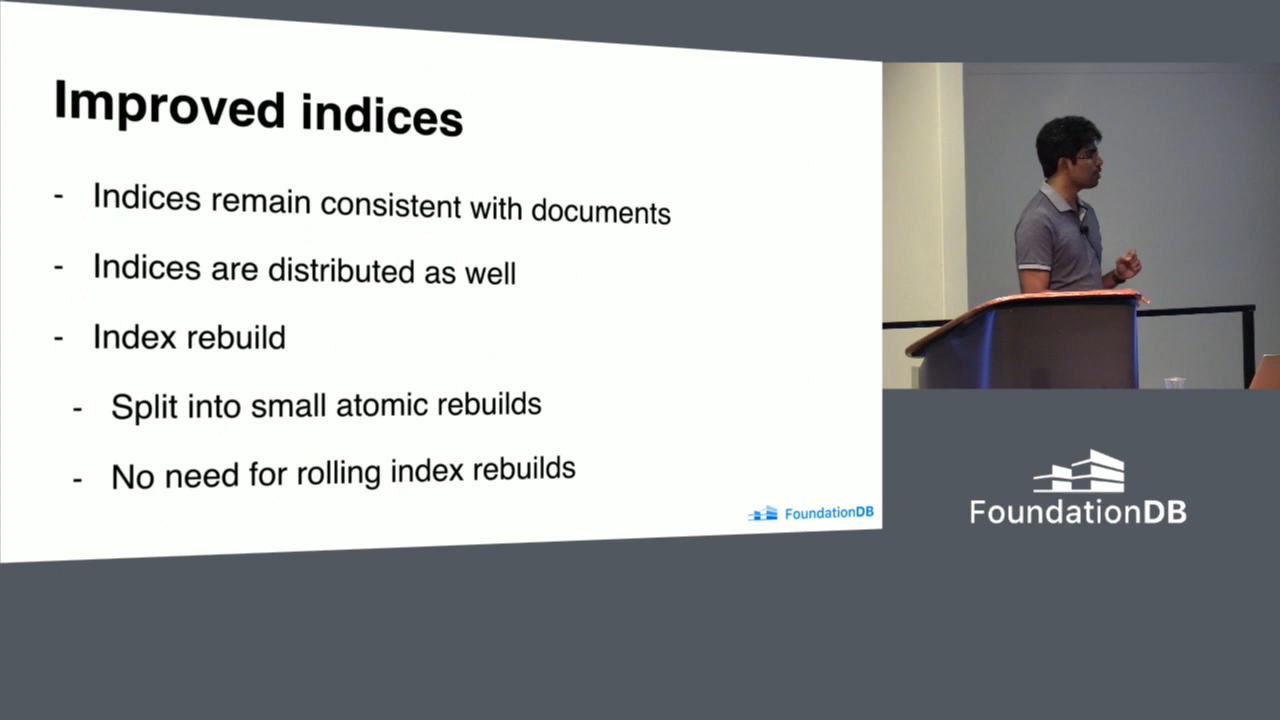 Improved indices
- Indices remain consistent with documents
- Indices are distributed as well
- Index rebuild
- Split into small atomic rebuilds
- No need for rolling index rebuilds
FoundationDB
FoundationDB